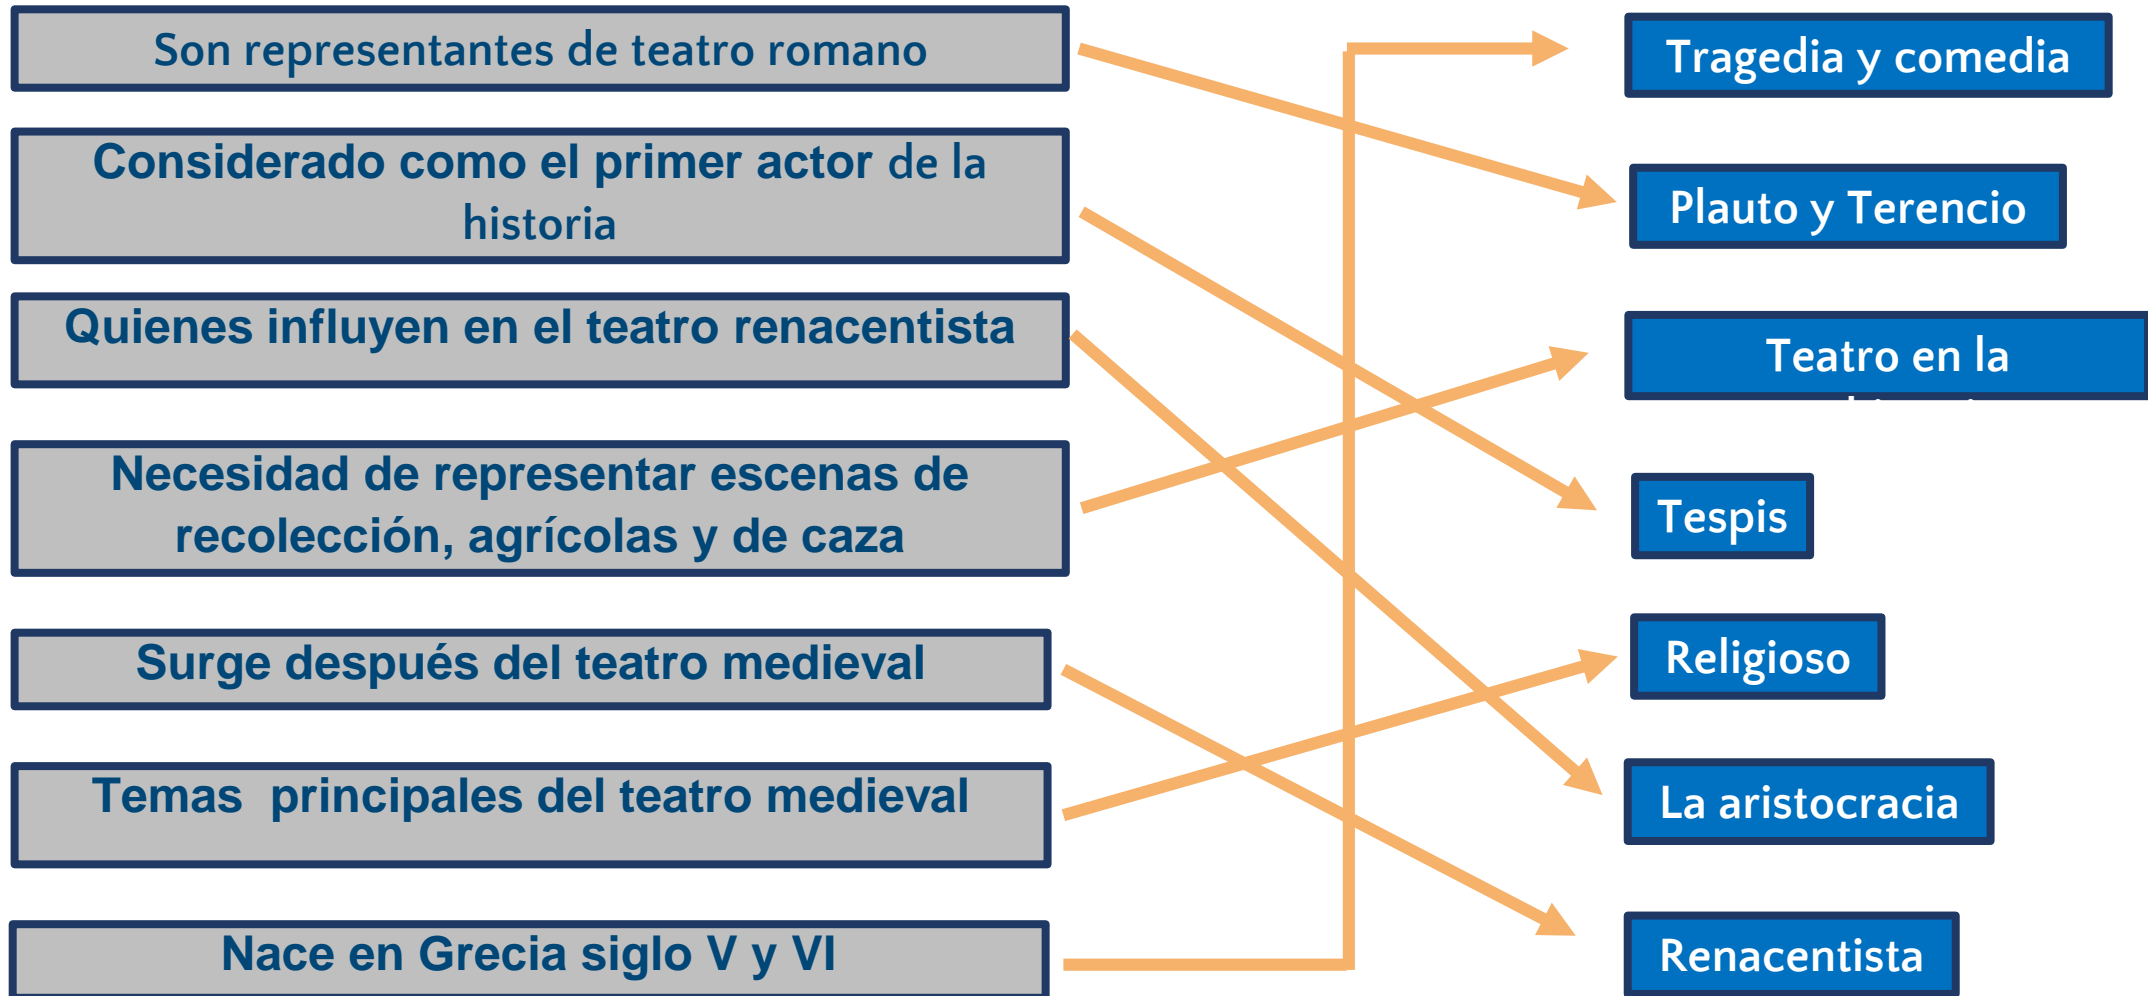 Son representantes de teatro romano
Considerado como el primer actor de la
historia
Quienes influyen en el teatro renacentista
Necesidad de representar escenas de
recolección, agrícolas y de caza
Surge después del teatro medieval
Temas principales del teatro medieval
Nace en Grecia siglo V y VI
Tragedia y comedia
Plauto y Terencio
Teatro en la
Tespis
Religioso
La aristocracia
Renacentista